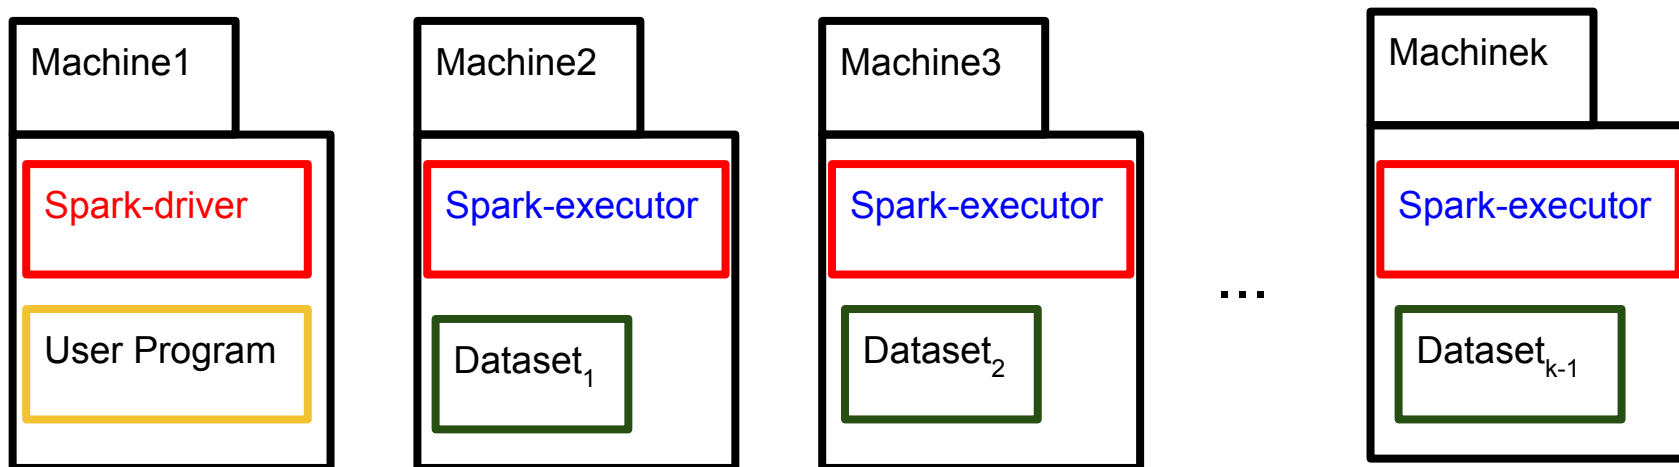 Machine1
Machine2
Machine3
Machinek
Spark-driver
Spark-executor
Spark-executor
Spark-executor
...
User Program
Dataset1
Dataset2
Datasetk-1